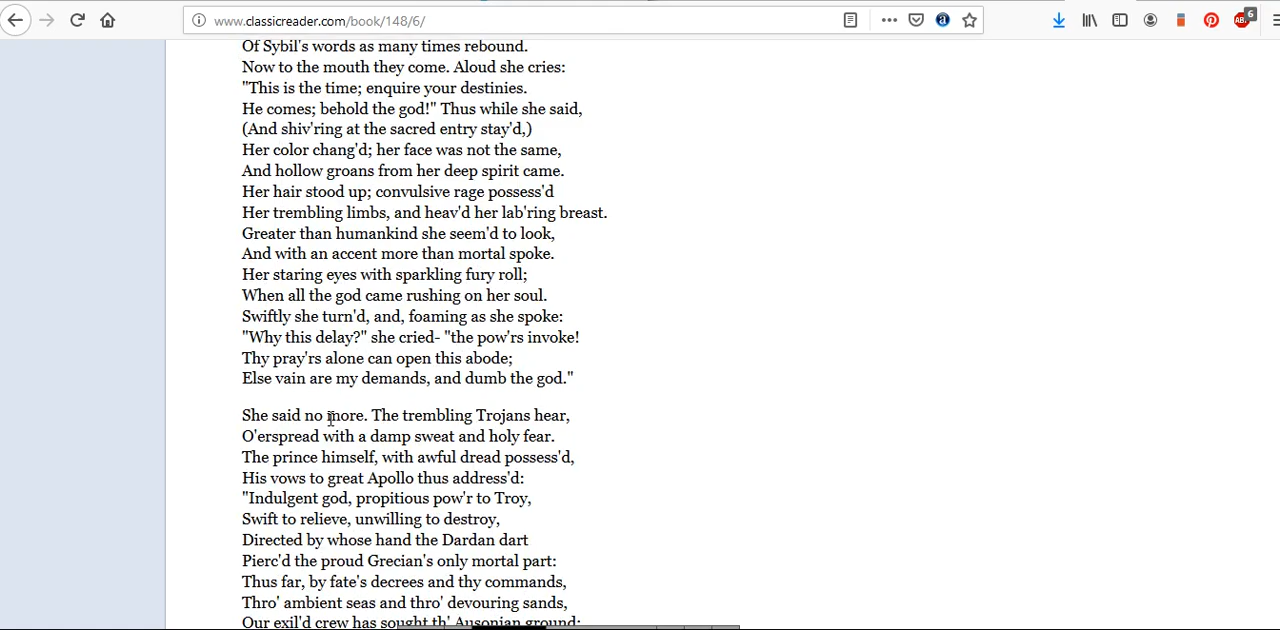 www.classicreader.com/book/148/6/
6
Of Sybil's words as many times rebound.
Now to the mouth they come. Aloud she cries:
"This is the time; enquire your destinies.
He comes; behold the god!" Thus while she said,
(And shiv'ring at the sacred entry stay'd,)
Her color chang'd; her face was not the same,
And hollow groans from her deep spirit came.
Her hair stood up; convulsive rage possess'd
Her trembling limbs, and heav'd her lab'ring breast.
Greater than humankind she seem'd to look,
And with an accent more than mortal spoke.
Her staring eyes with sparkling fury roll;
When all the god came rushing on her soul.
Swiftly she turn'd, and, foaming as she spoke:
"Why this delay?" she cried- "the pow'rs invoke!
Thy pray'rs alone can open this abode;
Else vain are my demands, and dumb the god."
She said no more. The trembling Trojans hear,
O'erspread with a damp sweat and holy fear.
The prince himself, with awful dread possess'd,
His vows to great Apollo thus address'd:
"Indulgent god, propitious pow'r to Troy,
Swift to relieve, unwilling to destroy,
Directed by whose hand the Dardan dart
Pierc'd the proud Grecian's only mortal part:
Thus far, by fate's decrees and thy commands,
Thro' ambient seas and thro' devouring sands,
Our exil'd crew has sought th' Ausonian ground;